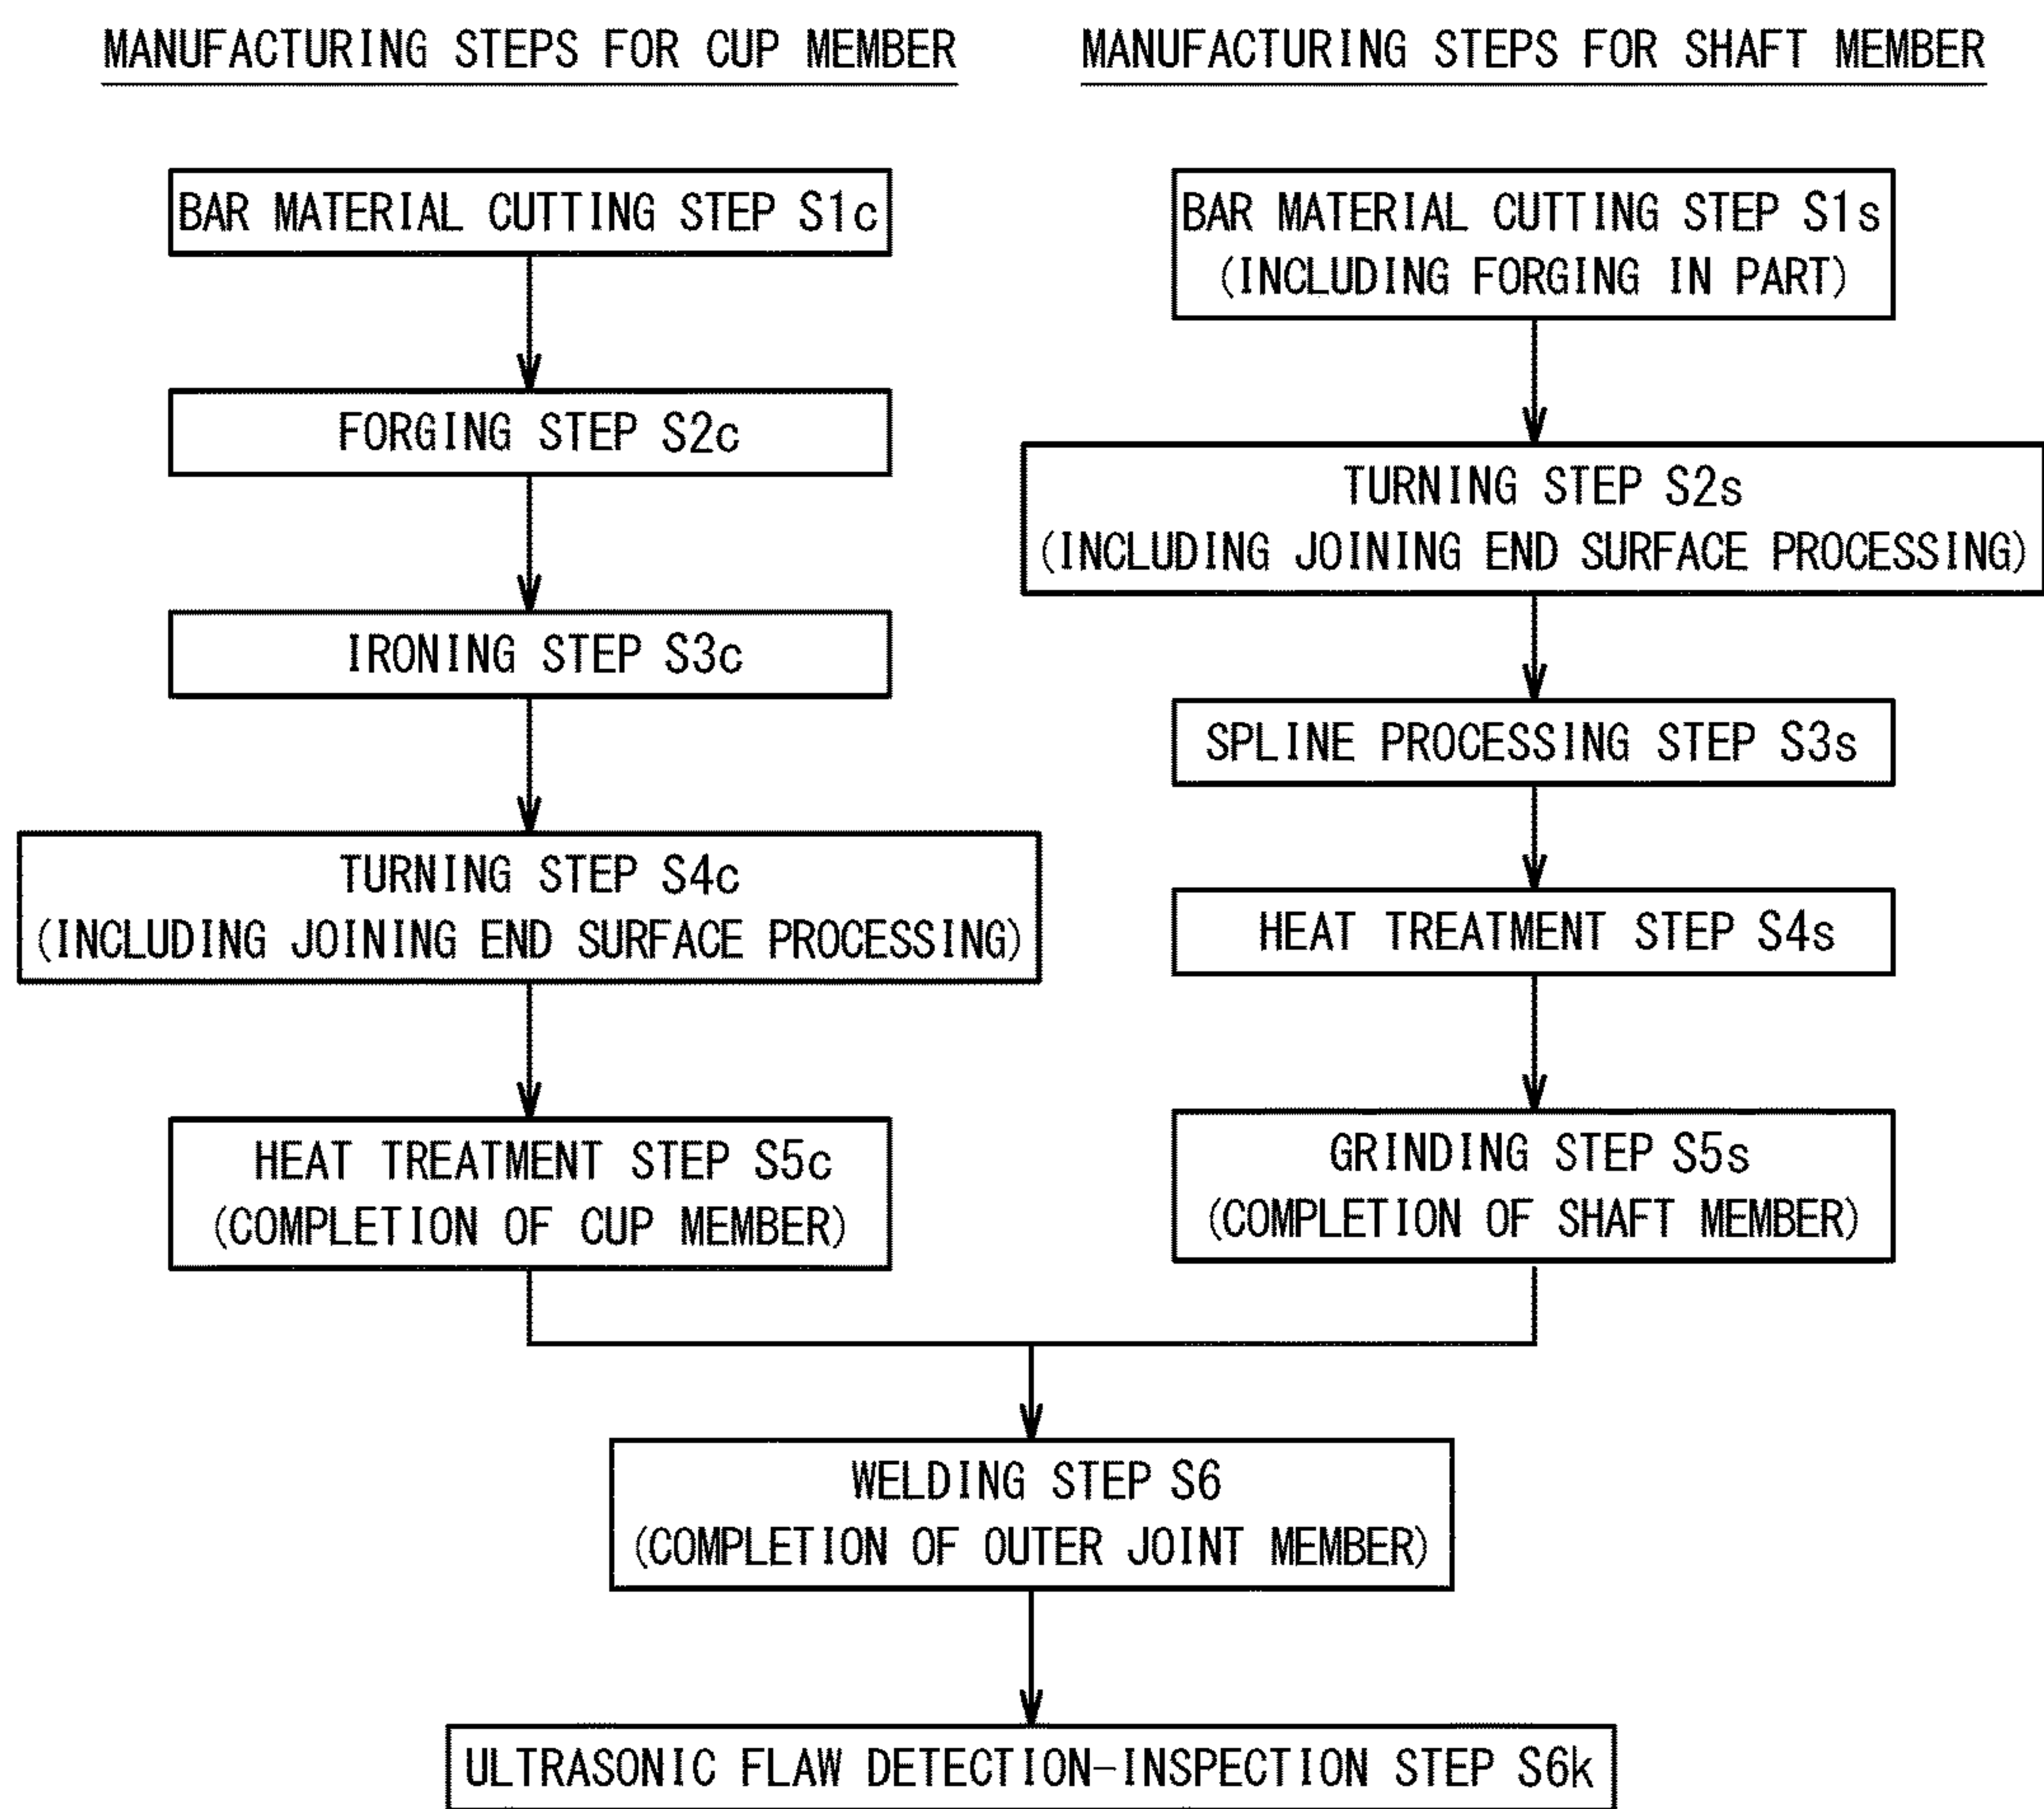 MANUFACTURING STEPS FOR CUP MEMBER
BAR MATERIAL CUTTING STEP S1c
FORGING STEP S2c
IRONING STEP S3c
TURNING STEP S4c
(INCLUDING JOINING END SURFACE PROCESSING)
HEAT TREATMENT STEP S5c
(COMPLETION OF CUP MEMBER)
MANUFACTURING STEPS FOR SHAFT MEMBER
BAR MATERIAL CUTTING STEP S1s
(INCLUDING FORGING IN PART)
TURNING STEP S2s
(INCLUDING JOINING END SURFACE PROCESSING)
SPLINE PROCESSING STEP S3s
HEAT TREATMENT STEP S4s
GRINDING STEP S5s
(COMPLETION OF SHAFT MEMBER)
WELDING STEP S6
(COMPLETION OF OUTER JOINT MEMBER)
ULTRASONIC FLAW DETECTION-INSPECTION STEP S6k